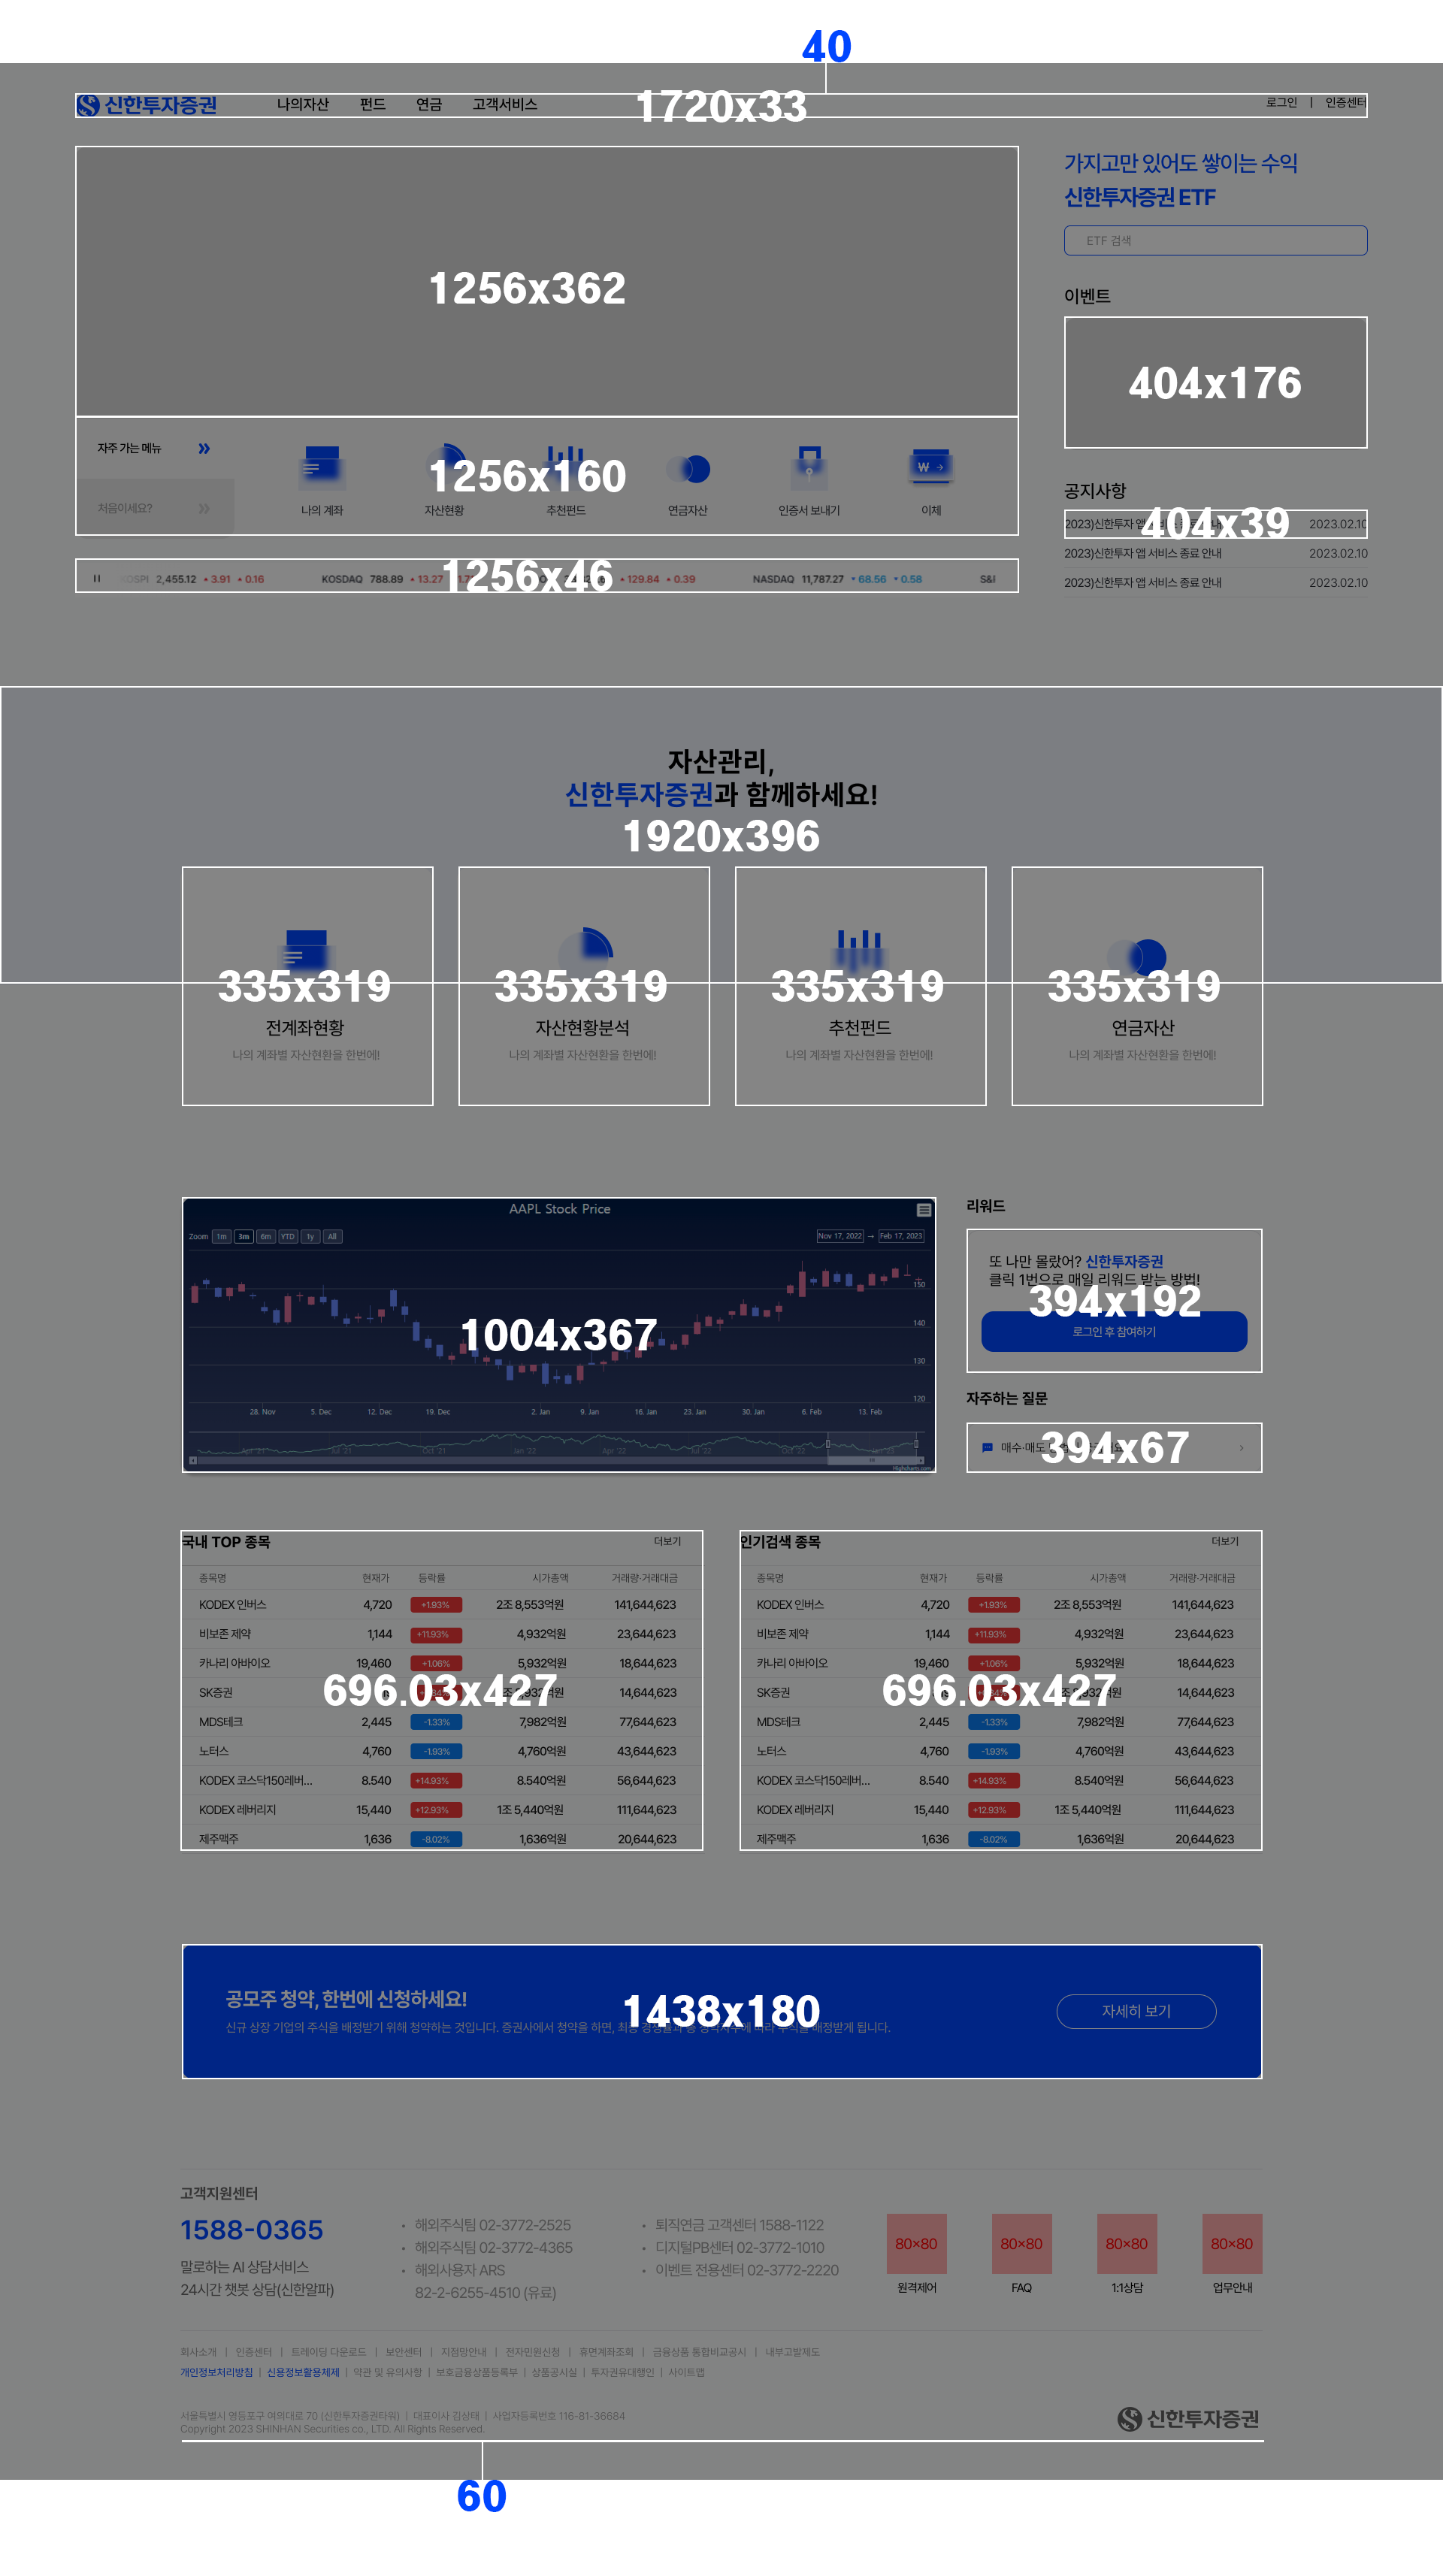 40
신한투자증권 나의자산 펀드 연금 고객서비스 1720x33 로그인 | 인증센터
1256x362
가지고만 있어도 쌓이는 수익
신한투자증권 ETF
ETF 검색
이벤트
404x176
자주 가는 메뉴 »
처음이세요? »
1256x160
나의 계좌 자산현황 추천펀드 연금자산 인증서 보내기 이체
공지사항
404x39
2023)신한투자 앱 2023.02.10
2023)신한투자 앱 서비스 종료 안내 2023.02.10
2023)신한투자 앱 서비스 종료 안내 2023.02.10
2,455.12 3.91 0.16 KOSDAQ 788.89 13.27 1256x46 129.84 0.39 NASDAQ 11,787.27 68.56 0.58
자산관리,
신한투자증권과 함께하세요!
1920x396
335x319 335x319 335x319 335x319
전계좌현황 자산현황분석 추천펀드 연금자산
나의 계좌별 자산현환을 한번에! 나의 계좌별 자산현환을 한번에! 나의 계좌별 자산현환을 한번에! 나의 계좌별 자산현환을 한번에!
AAPL Stock Price
Zoom 1m 3m 6m YTD 1y All Nov 17, 2022 → Feb 17, 2023
150
140
130
120
1004x367
28. Nov 5. Dec 12. Dec 19. Dec 2. Jan 9. Jan 16. Jan 23. Jan 30. Jan 6. Feb 13. Feb
Jul '21 Oct '21 Jan '22 Apr '22 Jul '22 Oct '22
리워드
또 나만 몰랐어? 신한투자증권
클릭 1번으로 매일 리워드 받는 방법!
394x192
로그인 후 참여하기
자주하는 질문
매수·매도
394x67
국내 TOP 종목 더보기
종목명 현재가 등락률 시가총액 거래량·거래대금
KODEX 인버스 4,720 +1.93% 2조 8,553억원 141,644,623
비보존 제약 1,144 +11.93% 4,932억원 23,644,623
카나리 아바이오 19,460 +1.06% 5,932억원 18,644,623
696.03x427
SK증권 14,644,623
MDS테크 2,445 -1.33% 7,982억원 77,644,623
노터스 4,760 -1.93% 4,760억원 43,644,623
KODEX 코스닥150레버... 8.540 +14.93% 8.540억원 56,644,623
KODEX 레버리지 15,440 +12.93% 1조 5,440억원 111,644,623
제주맥주 1,636 -8.02% 1,636억원 20,644,623
인기검색 종목 더보기
종목명 현재가 등락률 시가총액 거래량·거래대금
KODEX 인버스 4,720 +1.93% 2조 8,553억원 141,644,623
비보존 제약 1,144 +11.93% 4,932억원 23,644,623
카나리 아바이오 19,460 +1.06% 5,932억원 18,644,623
696.03x427
SK증권 14,644,623
MDS테크 2,445 -1.33% 7,982억원 77,644,623
노터스 4,760 -1.93% 4,760억원 43,644,623
KODEX 코스닥150레버... 8.540 +14.93% 8.540억원 56,644,623
KODEX 레버리지 15,440 +12.93% 1조 5,440억원 111,644,623
제주맥주 1,636 -8.02% 1,636억원 20,644,623
공모주 청약, 한번에 신청하세요!
1438x180
신규 상장 기업의 주식을 배정받기 위해 청약하는 것입니다. 증권사에서 청약을 하면, 배정받게 됩니다.
자세히 보기
고객지원센터
1588-0365
말로하는 AI 상담서비스
24시간 챗봇 상담(신한알파)
• 해외주식팀 02-3772-2525
• 해외주식팀 02-3772-4365
• 해외사용자 ARS
82-2-6255-4510 (유료)
• 퇴직연금 고객센터 1588-1122
• 디지털PB센터 02-3772-1010
• 이벤트 전용센터 02-3772-2220
80×80 80×80 80×80 80×80
원격제어 FAQ 1:1상담 업무안내
회사소개 | 인증센터 | 트레이딩 다운로드 | 보안센터 | 지점망안내 | 전자민원신청 | 휴면계좌조회 | 금융상품 통합비교공시 | 내부고발제도
개인정보처리방침 | 신용정보활용체제 | 약관 및 유의사항 | 보호금융상품등록부 | 상품공시실 | 투자권유대행인 | 사이트맵
서울특별시 영등포구 여의대로 70 (신한투자증권타워) | 대표이사 김상태 | 사업자등록번호 116-81-36684
Copyright 2023 SHINHAN Securities co., LTD. All Rights Reserved.
신한투자증권
60